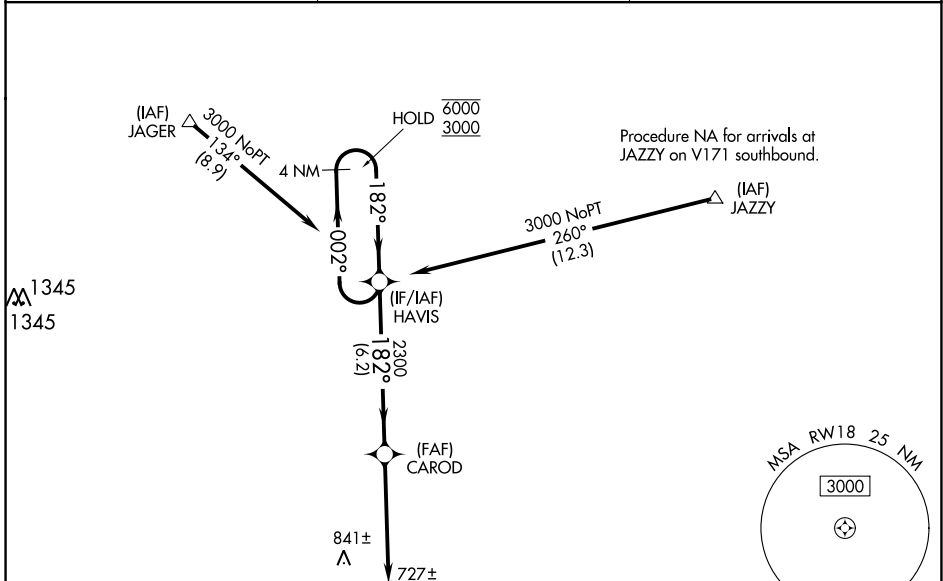 (IAF)
JAGER
3000 NoPT
134°
(8.9)
HOLD
6000
3000
4 NM
182°
002°
Procedure NA for arrivals at
JAZZY on V171 southbound.
(IAF)
JAZZY
3000 NoPT
260°
(12.3)
1345
1345
(IF/IAF)
HAVIS
2300
182°
(6.2)
(FAF)
CAROD
841±
727±
MSA RW18 25 NM
3000